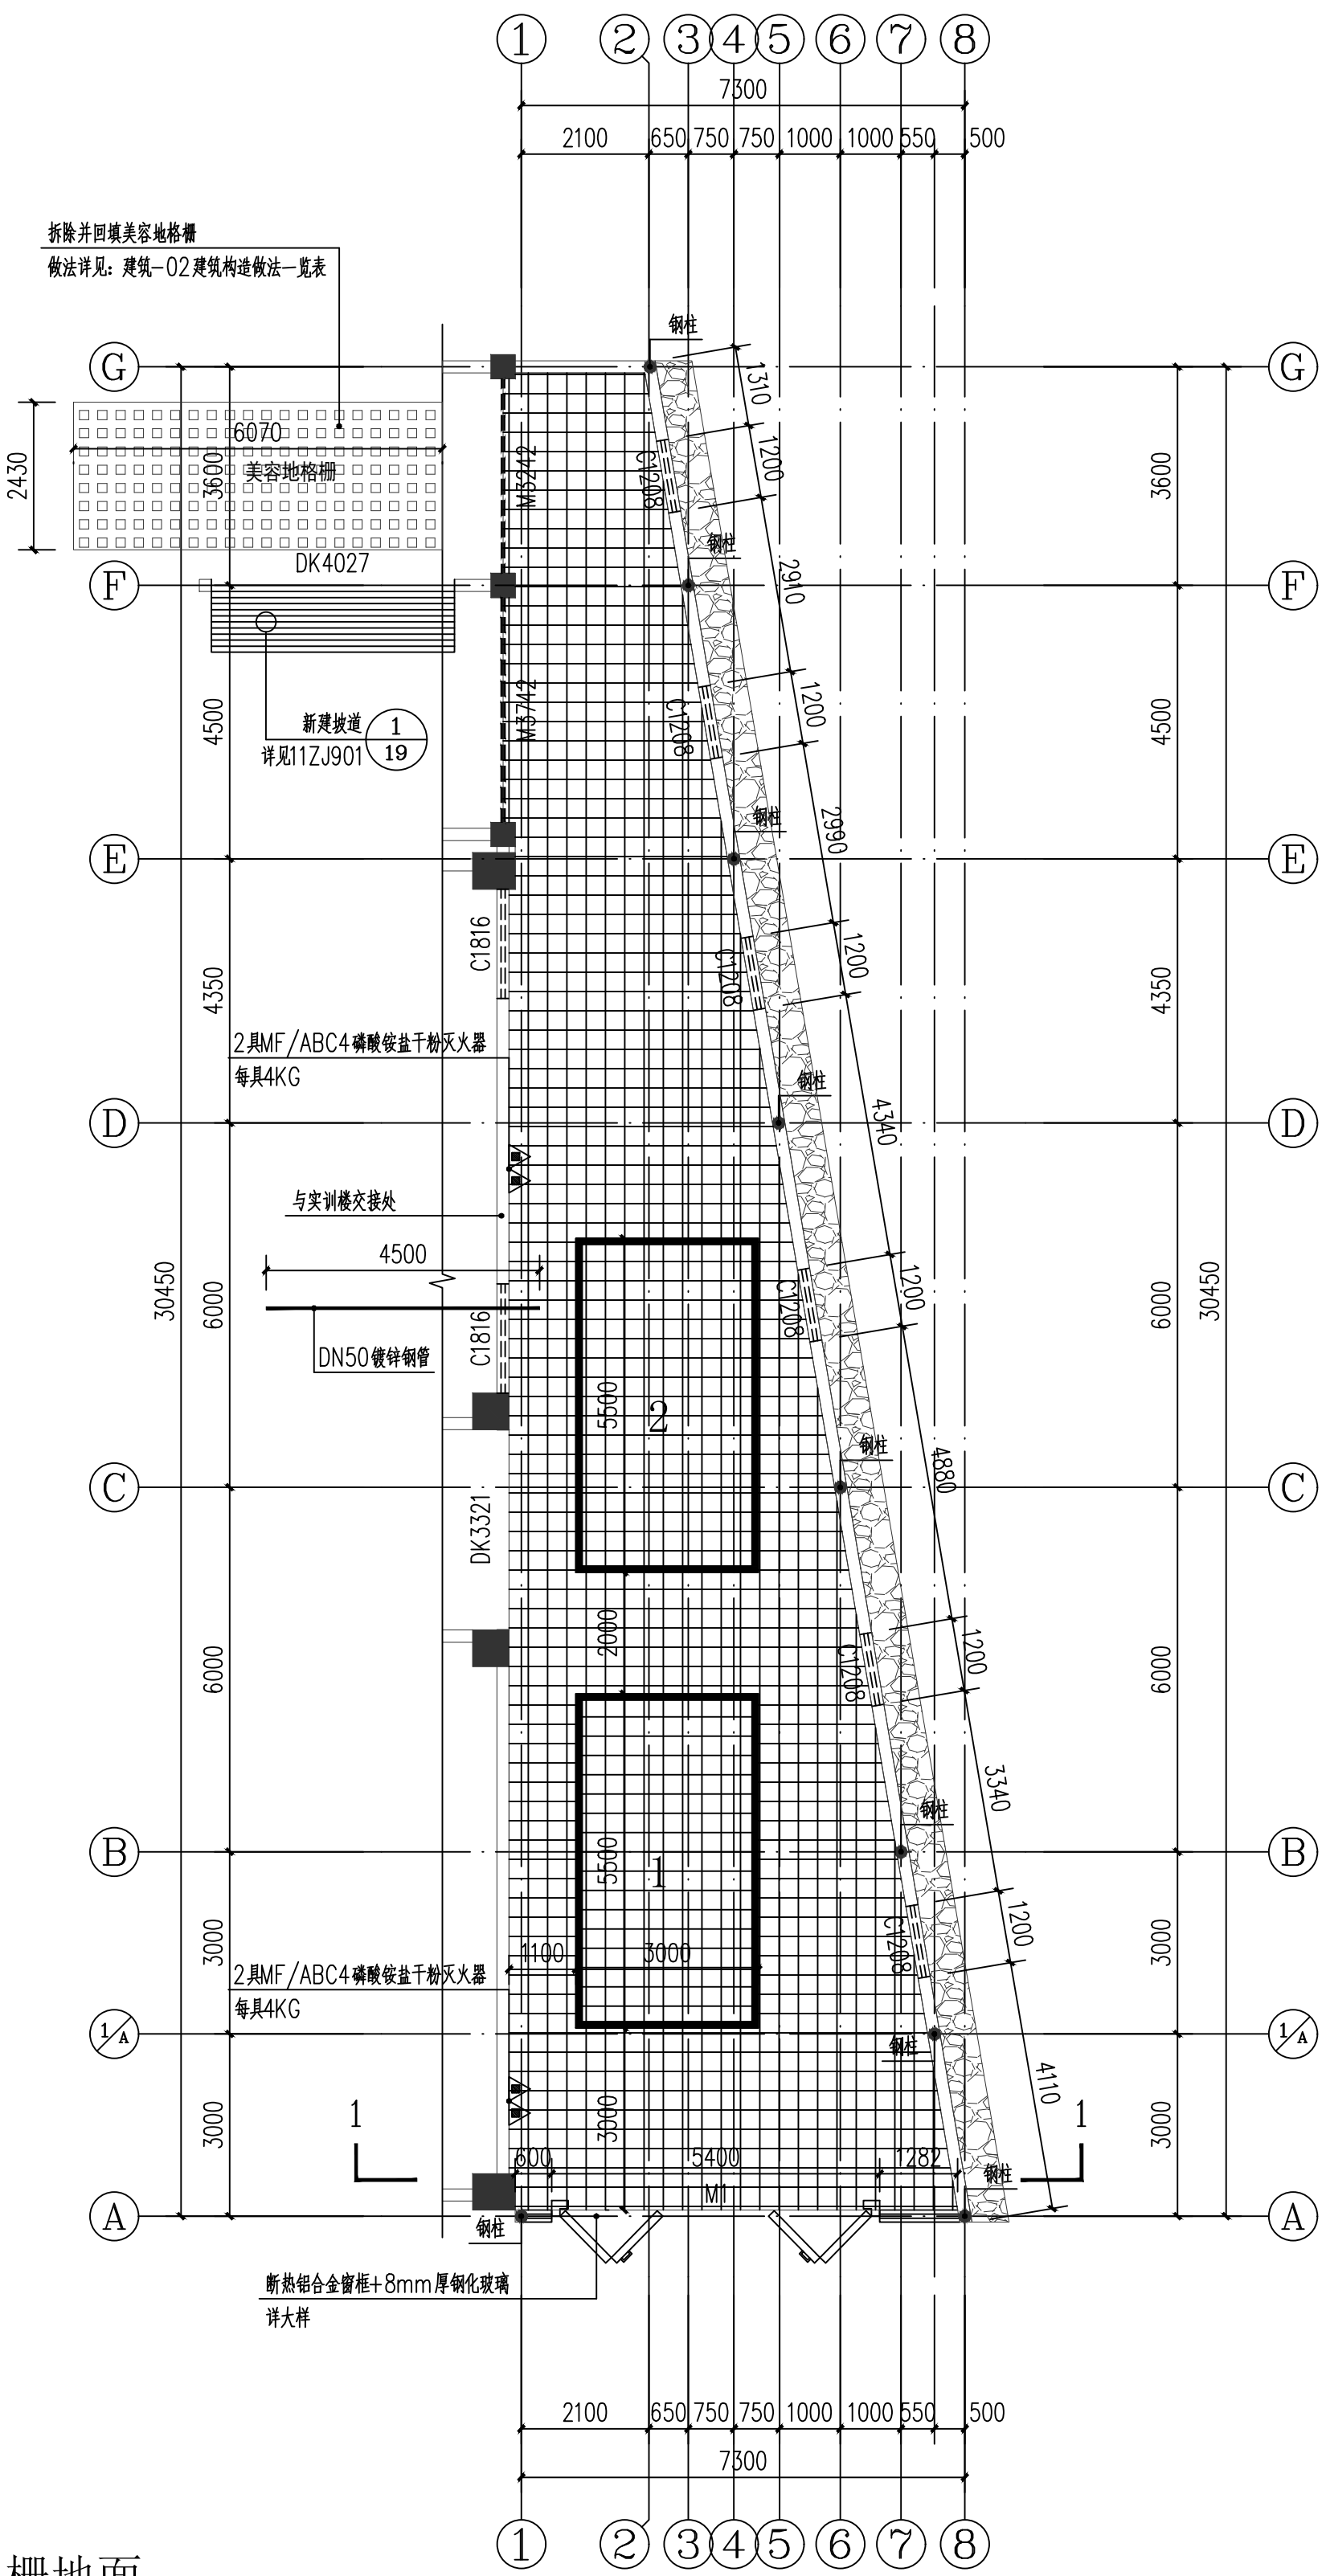 1 2 3 4 5 6 7 8
7300
2100 650 750 750 1000 1000 550 500
拆除并回填美容地格栅
做法详见：建筑-02建筑构造做法一览表
钢柱
G G
1310
6070
2430
3600
美容地格栅
M3242
C1208
1200
3600
钢柱
DK4027
F F
2910
新建坡道
1
详见11ZJ901
19
4500
M3742
C1208
1200
4500
钢柱
2990
E E
C1816
C1208
1200
4350
4350
2具MF/ABC4磷酸铵盐干粉灭火器
每具4KG
钢柱
D D
4340
与实训楼交接处
4500
30450
6000
C1816
C1208
1200
6000
30450
DN50镀锌钢管
5500
2
钢柱
4880
C C
DK3321
2000
6000
C1208
1200
6000
3340
钢柱
B B
5500
1
1100
3000
3000
C1208
1200
3000
2具MF/ABC4磷酸铵盐干粉灭火器
每具4KG
1/A 1/A
钢柱
4110
3000
3000
3000
1 1
600 5400 1282
M1
钢柱
A A
钢柱
断热铝合金窗框+8mm厚钢化玻璃
详大样
2100 650 750 750 1000 1000 550 500
7300
1 2 3 4 5 6 7 8
栅地面